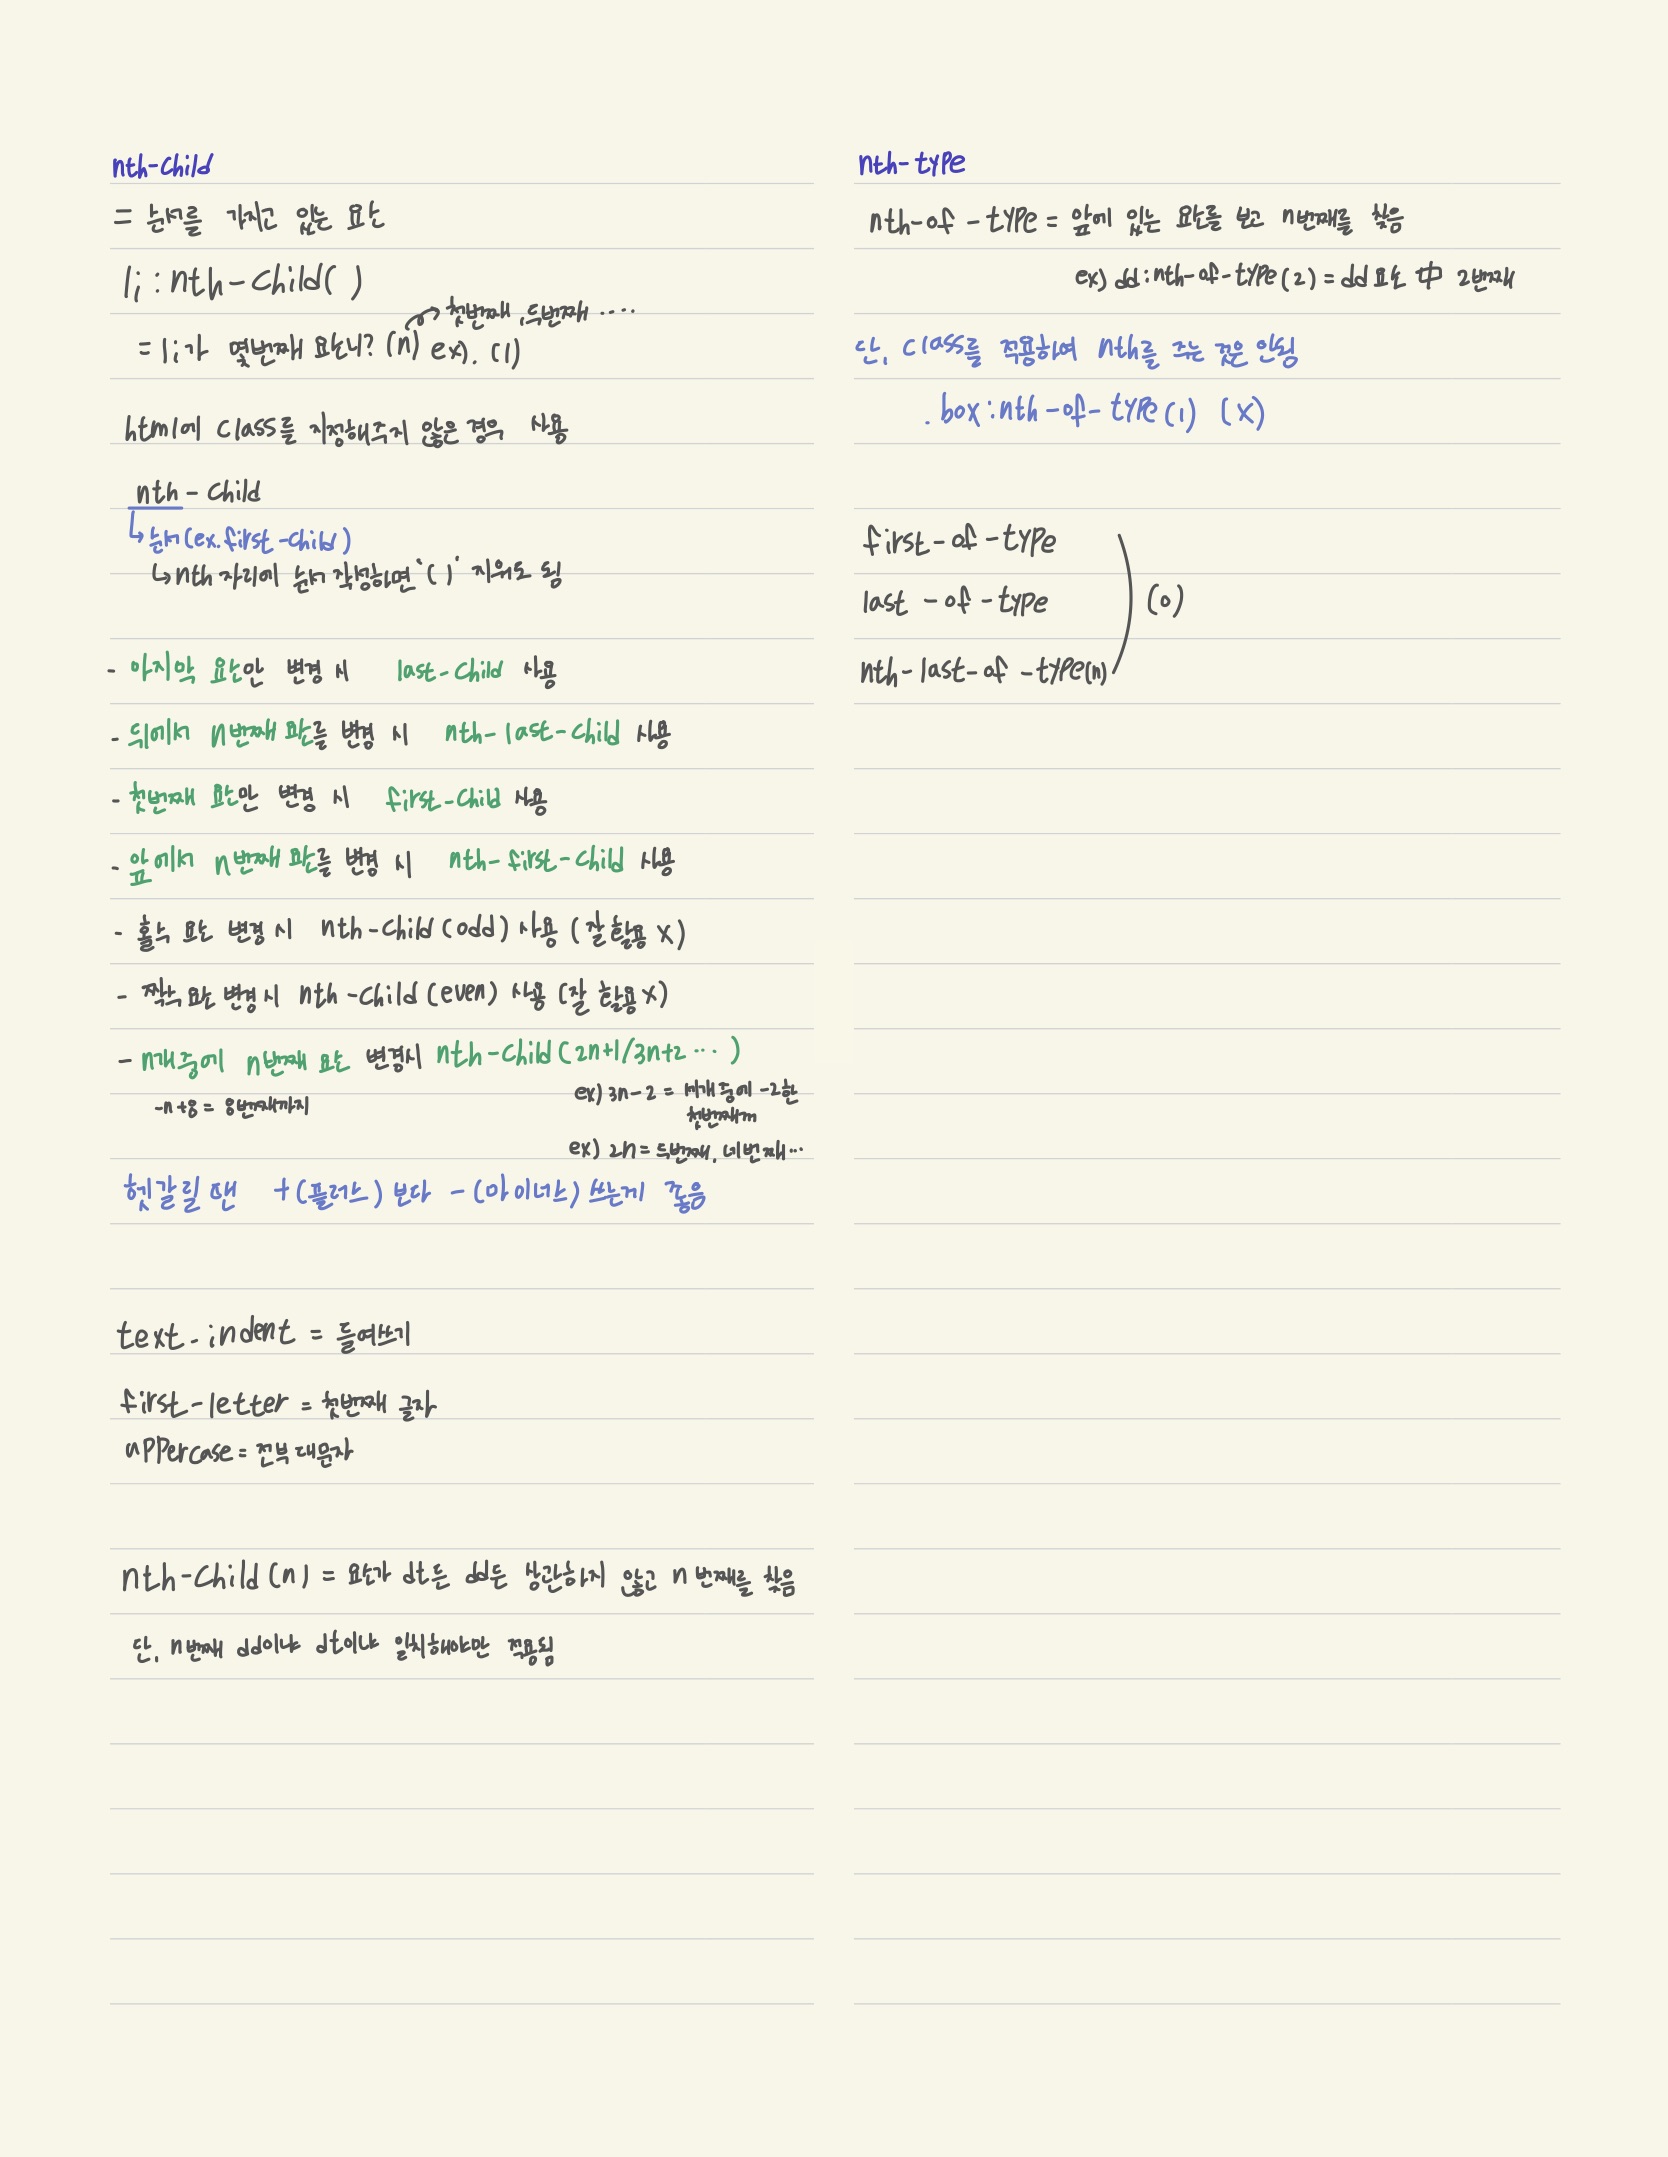 nth-child
= 순서를 가지고 있는 요소
li:nth-child( )
→ 첫번째, 두번째 ····
= li가 몇번째 요소니? (n) ex). (1)
html에 class를 지정해주지 않은 경우 사용
nth-child
↳ 순서(ex.first-child)
↳ nth 자리에 순서 작성하면 '( )' 지워도 됨
- 마지막 요소만 변경 시 last-child 사용
- 뒤에서 n번째 요소를 변경 시 nth-last-child 사용
- 첫번째 요소만 변경 시 first-child 사용
- 앞에서 n번째 요소를 변경 시 nth-first-child 사용
- 홀수 요소 변경 시 nth-child(odd) 사용 (잘 활용 X)
- 짝수 요소 변경 시 nth-child(even) 사용 (잘 활용 X)
- n개 중에 n번째 요소 변경시 nth-child(2n+1/3n+2 ··· )
-n+8 = 8번째까지
ex) 3n-2 = 세개 중에 -2한
첫번째
ex) 2n = 두번째, 네번째···
헷갈릴 땐 +(플러스) 보다 -(마이너스) 쓰는게 좋음
text-indent = 들여쓰기
first-letter = 첫번째 글자
uppercase = 전부 대문자
nth-child(n) = 요소가 dt든 dd든 상관하지 않고 n번째를 찾음
단, n번째 dd이냐 dt이냐 일치해야만 적용됨
nth-type
nth-of-type = 앞에 있는 요소를 보고 n번째를 찾음
ex) dd:nth-of-type(2) = dd요소 中 2번째
단, class를 적용하여 nth를 주는 것은 안됨
.box:nth-of-type(1) (X)
first-of-type
last-of-type (O)
nth-last-of-type(n)